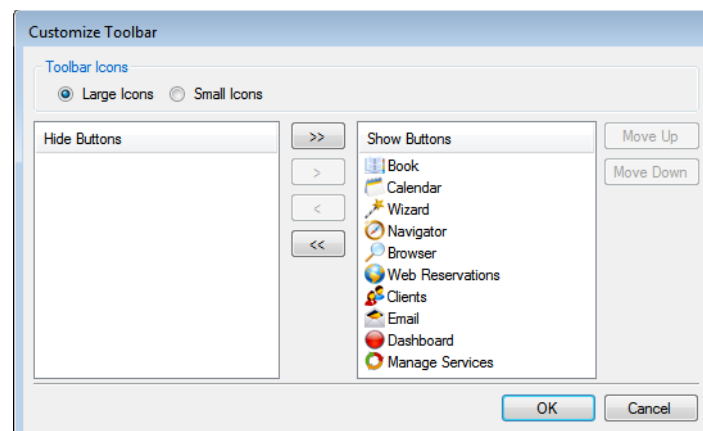 Customize Toolbar
Toolbar Icons
Large Icons Small Icons
Hide Buttons
>>
>
<
<<
Show Buttons
Book
Calendar
Wizard
Navigator
Browser
Web Reservations
Clients
Email
Dashboard
Manage Services
Move Up
Move Down
OK
Cancel